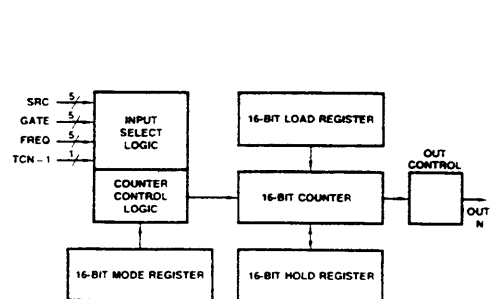 SRC 5
GATE 5
FREQ 5
TCN – 1 1
INPUT
SELECT
LOGIC
COUNTER
CONTROL
LOGIC
16-BIT MODE REGISTER
16-BIT LOAD REGISTER
16-BIT COUNTER
16-BIT HOLD REGISTER
OUT
CONTROL
OUT
N